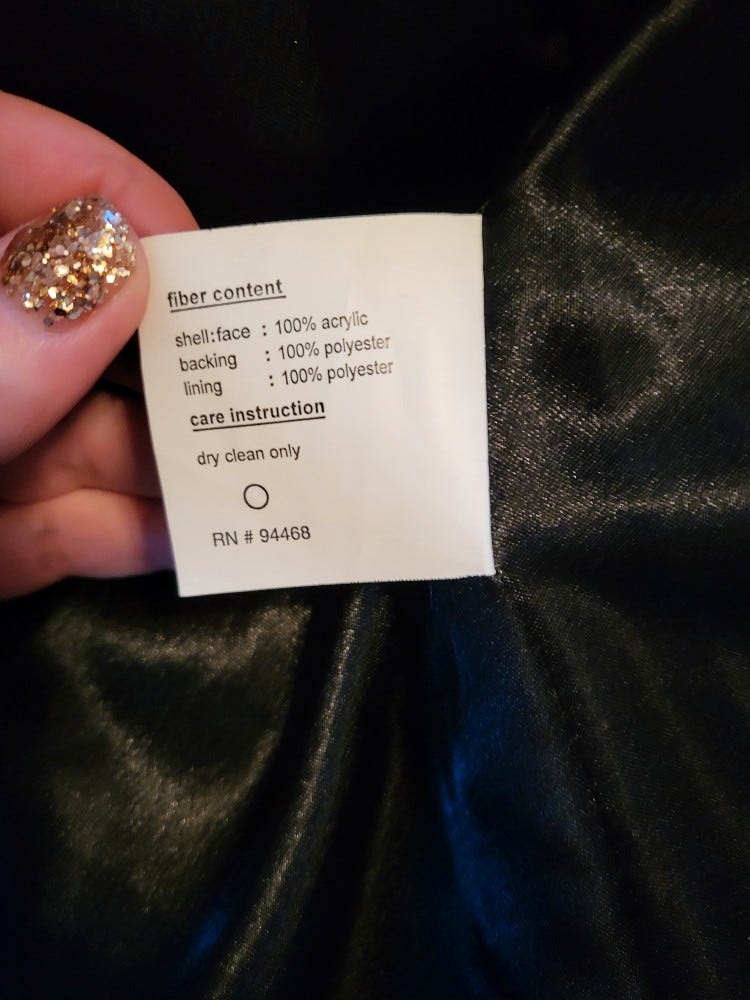 fiber content
shell:face : 100% acrylic
backing : 100% polyester
lining : 100% polyester
care instruction
dry clean only
RN # 94468